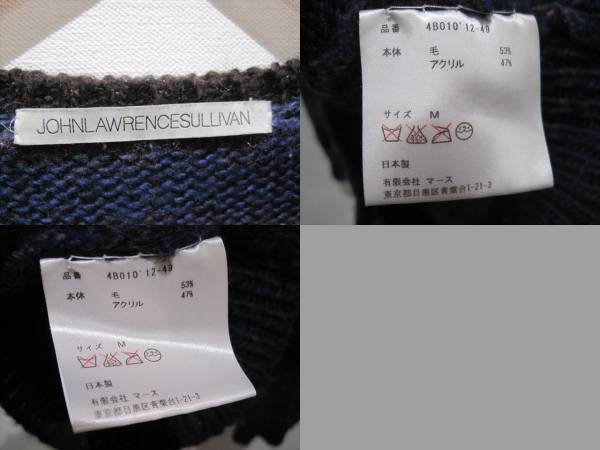 JOHNLAWRENCESULLIVAN
品番 4B010'12-49
本体 毛 53%
アクリル 47%
サイズ M
日本製
有限会社 マース
東京都目黒区青葉台1-21-3
品番 4B010'12-49
本体 毛 53%
アクリル 47%
サイズ M
日本製
有限会社 マース
東京都目黒区青葉台1-21-3